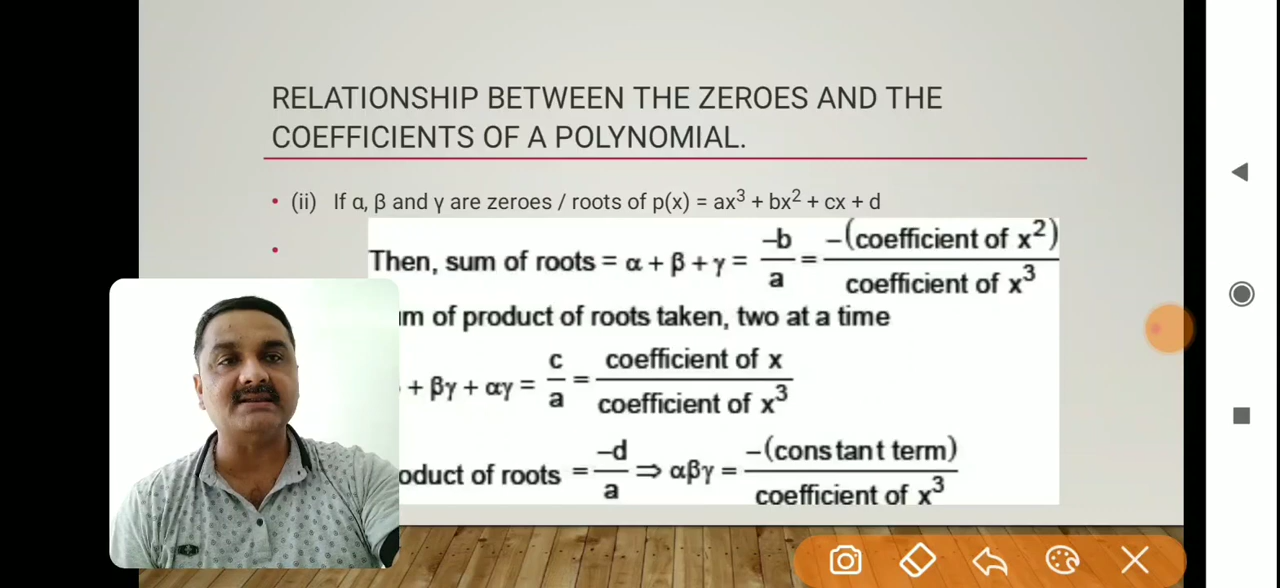 RELATIONSHIP BETWEEN THE ZEROES AND THE
COEFFICIENTS OF A POLYNOMIAL.
• (ii) If α, β and γ are zeroes / roots of p(x) = ax³ + bx² + cx + d
•
Then, sum of roots = α + β + γ = -b/a = -(coefficient of x²)/coefficient of x³
m of product of roots taken, two at a time
+ βγ + αγ = c/a = coefficient of x/coefficient of x³
oduct of roots = -d/a ⇒ αβγ = -(constant term)/coefficient of x³